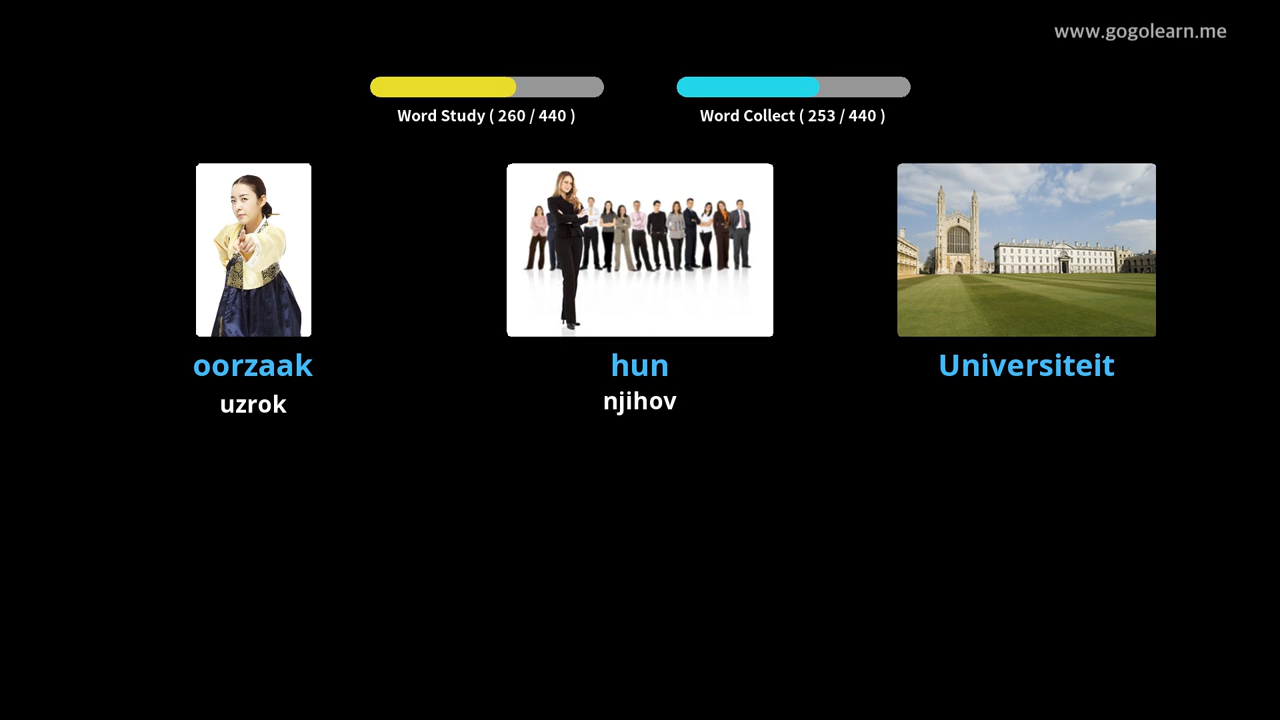 www.gogolearn.me
Word Study ( 260 / 440 )
Word Collect ( 253 / 440 )
oorzaak
uzrok
hun
njihov
Universiteit